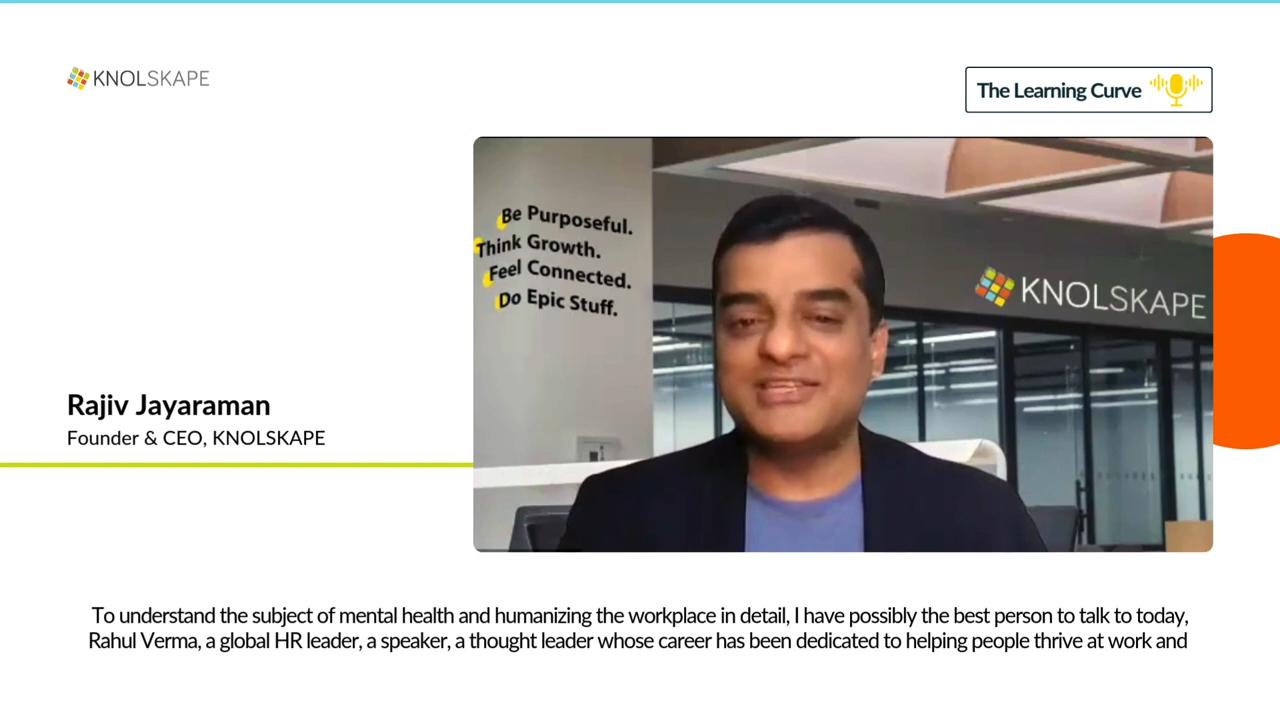 KNOLSKAPE
The Learning Curve
Be Purposeful.
Think Growth.
Feel Connected.
Do Epic Stuff.
KNOLSKAPE
Rajiv Jayaraman
Founder & CEO, KNOLSKAPE
To understand the subject of mental health and humanizing the workplace in detail, I have possibly the best person to talk to today,
Rahul Verma, a global HR leader, a speaker, a thought leader whose career has been dedicated to helping people thrive at work and